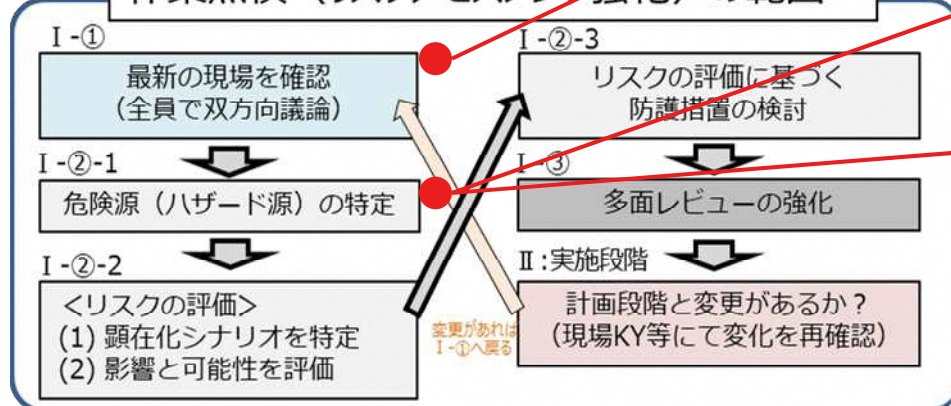 Ⅰ-①
最新の現場を確認
（全員で双方向議論）
Ⅰ-②-1
危険源（ハザード源）の特定
Ⅰ-②-2
＜リスクの評価＞
(1) 顕在化シナリオを特定
(2) 影響と可能性を評価
Ⅰ-②-3
リスクの評価に基づく
防護措置の検討
Ⅰ-③
多面レビューの強化
Ⅱ：実施段階
計画段階と変更があるか？
（現場KY等にて変化を再確認）
変更があれば
Ⅰ-①へ戻る